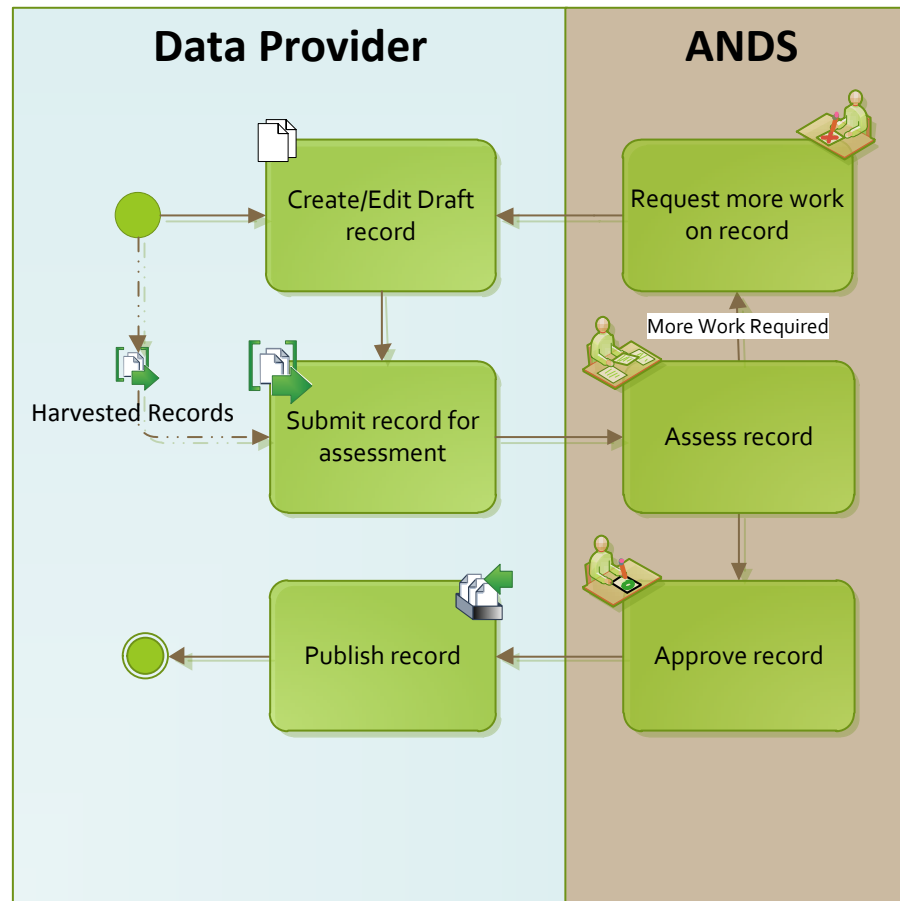 Data Provider
ANDS
Create/Edit Draft
record
Request more work
on record
More Work Required
Harvested Records
Submit record for
assessment
Assess record
Publish record
Approve record